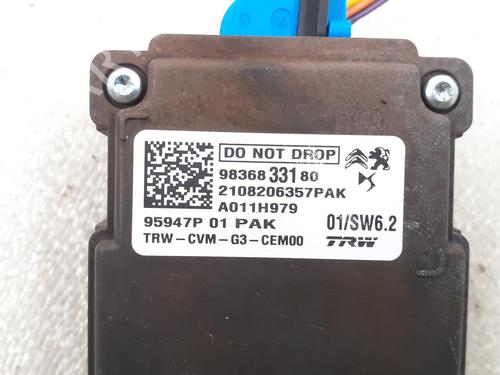 DO NOT DROP
98368 331 80
2108206357PAK
A011H979
95947P 01 PAK 01/SW6.2
TRW-CVM-G3-CEM00 TRW